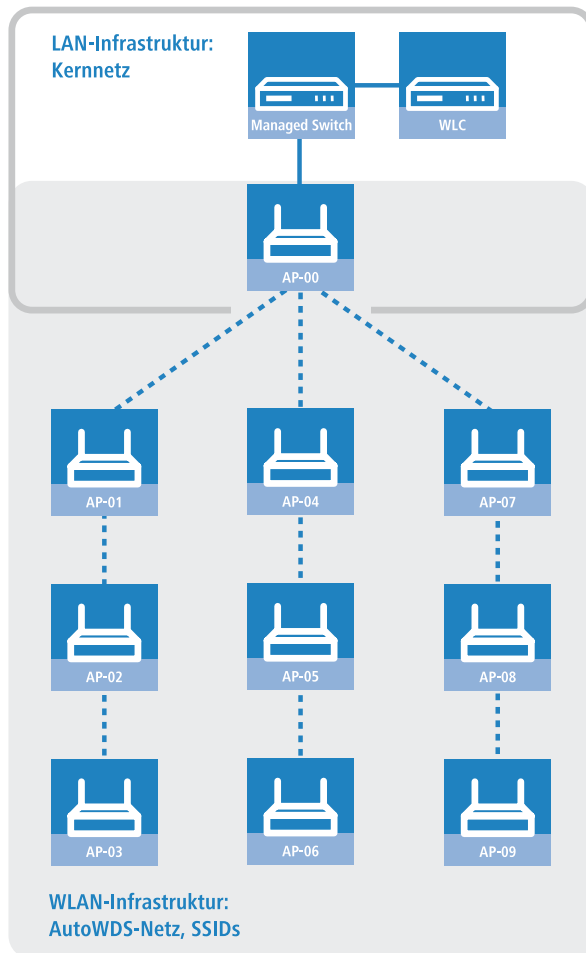 LAN-Infrastruktur:
Kernnetz
Managed Switch
WLC
AP-00
AP-01
AP-04
AP-07
AP-02
AP-05
AP-08
AP-03
AP-06
AP-09
WLAN-Infrastruktur:
AutoWDS-Netz, SSIDs